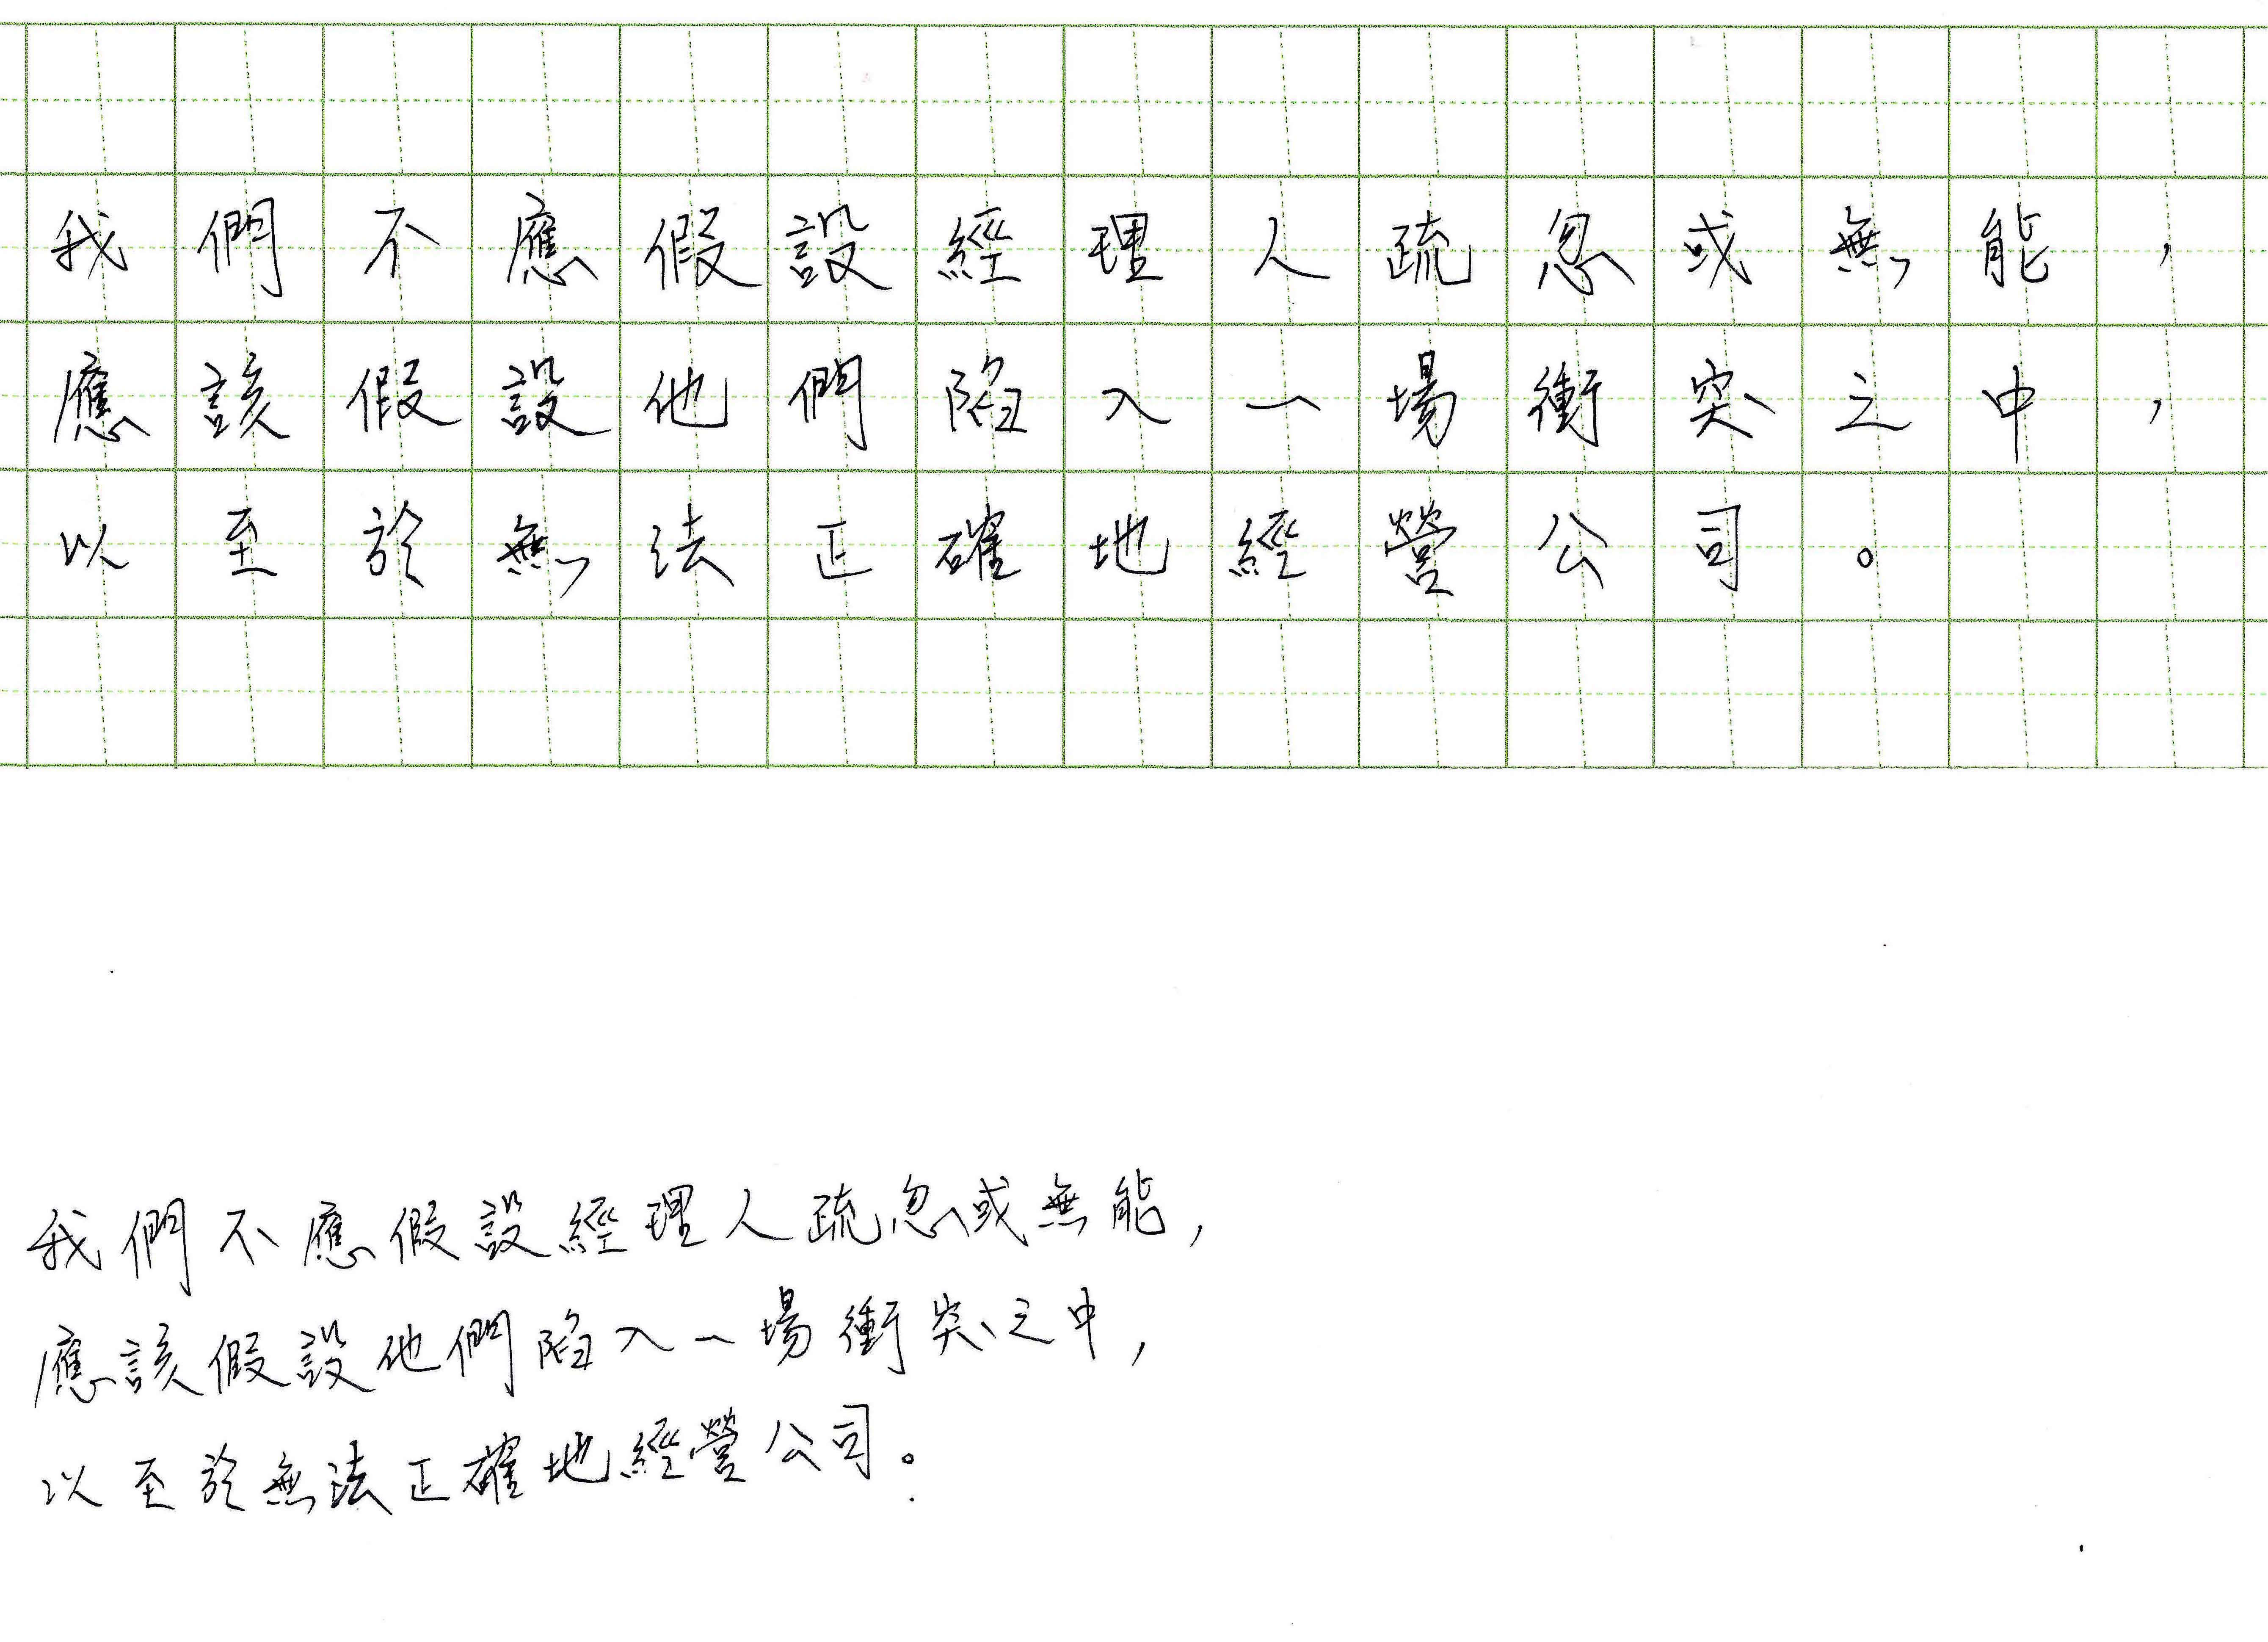 我們不應假設經理人疏忽或無能，
應該假設他們陷入一場衝突之中，
以至於無法正確地經營公司。
我們不應假設經理人疏忽或無能，
應該假設他們陷入一場衝突之中，
以至於無法正確地經營公司。